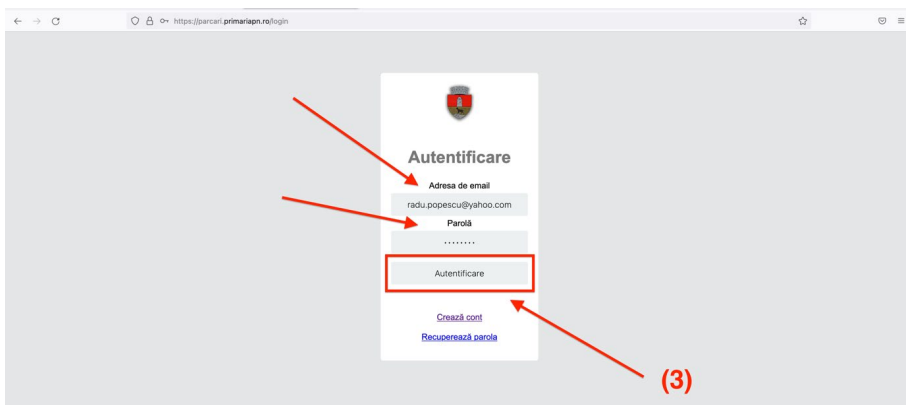 https://parcari.primariapn.ro/login
Autentificare
Adresa de email
radu.popescu@yahoo.com
Parolă
········
Autentificare
Crează cont
Recuperează parola
(3)